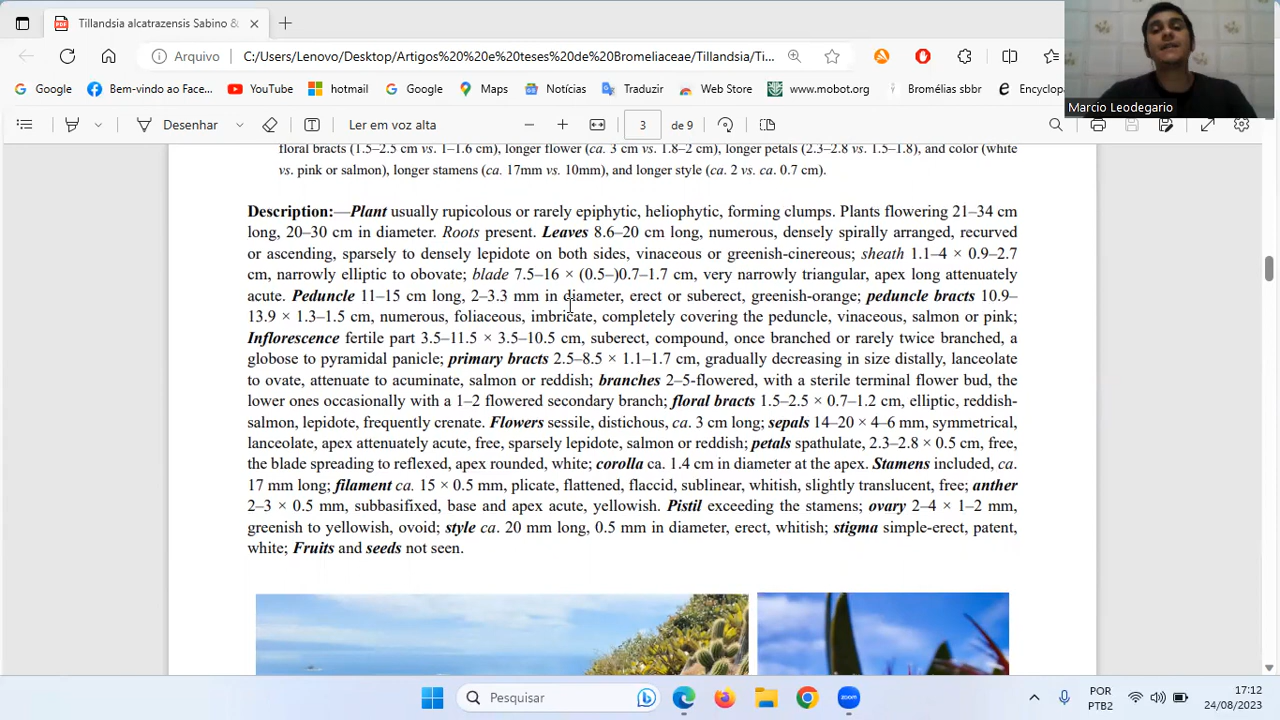 Tillandsia alcatrazensis Sabino &
Arquivo
C:/Users/Lenovo/Desktop/Artigos%20%20e%20teses%20de%20Bromeliaceae/Tillandsia/Ti...
Google
Bem-vindo ao Facle
YouTube
hotmail
Google
Maps
Notícias
Traduzir
Web Store
www.mobot.org
Bromélias sbbr
Encyclop
Marcio Leodegario
Desenhar
Ler em voz alta
3
de 9
floral bracts (1.5–2.5 cm vs. 1–1.6 cm), longer flower (ca. 3 cm vs. 1.8–2 cm), longer petals (2.3–2.8 vs. 1.5–1.8), and color (white
vs. pink or salmon), longer stamens (ca. 17mm vs. 10mm), and longer style (ca. 2 vs. ca. 0.7 cm).
Description:—Plant usually rupicolous or rarely epiphytic, heliophytic, forming clumps. Plants flowering 21–34 cm
long, 20–30 cm in diameter. Roots present. Leaves 8.6–20 cm long, numerous, densely spirally arranged, recurved
or ascending, sparsely to densely lepidote on both sides, vinaceous or greenish-cinereous; sheath 1.1–4 × 0.9–2.7
cm, narrowly elliptic to obovate; blade 7.5–16 × (0.5–)0.7–1.7 cm, very narrowly triangular, apex long attenuately
acute. Peduncle 11–15 cm long, 2–3.3 mm in diameter, erect or suberect, greenish-orange; peduncle bracts 10.9–
13.9 × 1.3–1.5 cm, numerous, foliaceous, imbricate, completely covering the peduncle, vinaceous, salmon or pink;
Inflorescence fertile part 3.5–11.5 × 3.5–10.5 cm, suberect, compound, once branched or rarely twice branched, a
globose to pyramidal panicle; primary bracts 2.5–8.5 × 1.1–1.7 cm, gradually decreasing in size distally, lanceolate
to ovate, attenuate to acuminate, salmon or reddish; branches 2–5-flowered, with a sterile terminal flower bud, the
lower ones occasionally with a 1–2 flowered secondary branch; floral bracts 1.5–2.5 × 0.7–1.2 cm, elliptic, reddish-
salmon, lepidote, frequently crenate. Flowers sessile, distichous, ca. 3 cm long; sepals 14–20 × 4–6 mm, symmetrical,
lanceolate, apex attenuately acute, free, sparsely lepidote, salmon or reddish; petals spathulate, 2.3–2.8 × 0.5 cm, free,
the blade spreading to reflexed, apex rounded, white; corolla ca. 1.4 cm in diameter at the apex. Stamens included, ca.
17 mm long; filament ca. 15 × 0.5 mm, plicate, flattened, flaccid, sublinear, whitish, slightly translucent, free; anther
2–3 × 0.5 mm, subbasifixed, base and apex acute, yellowish. Pistil exceeding the stamens; ovary 2–4 × 1–2 mm,
greenish to yellowish, ovoid; style ca. 20 mm long, 0.5 mm in diameter, erect, whitish; stigma simple-erect, patent,
white; Fruits and seeds not seen.
Pesquisar
POR
PTB2
17:12
24/08/2023